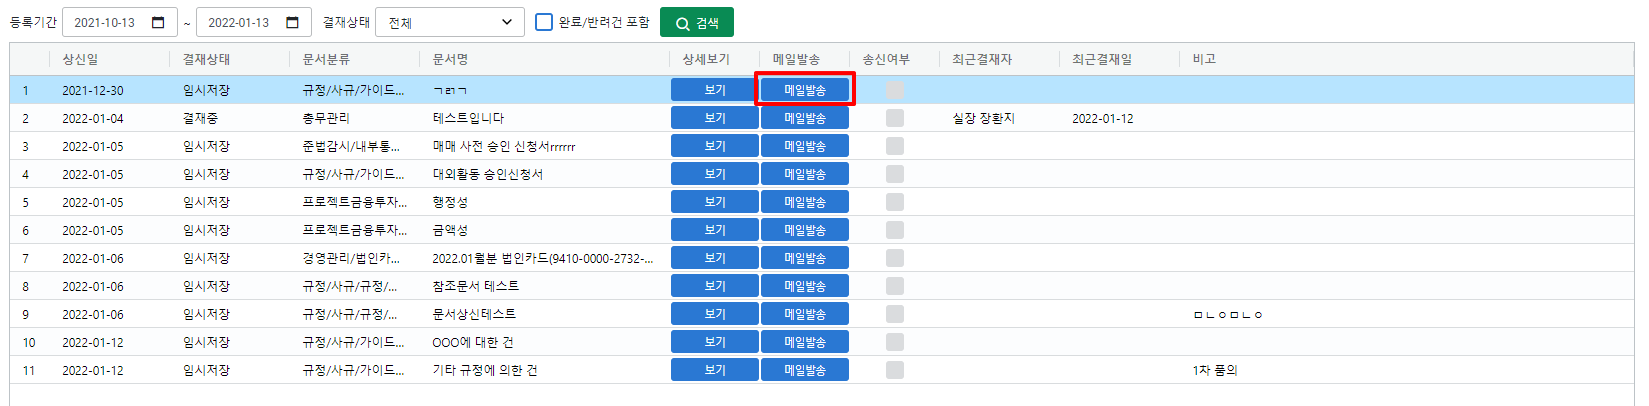 등록기간 2021-10-13 ~ 2022-01-13 결재상태 전체 완료/반려건 포함 검색
상신일 결재상태 문서분류 문서명 상세보기 메일발송 송신여부 최근결재자 최근결재일 비고
1 2021-12-30 임시저장 규정/사규/가이드... 보기 메일발송
2 2022-01-04 결재중 총무관리 테스트입니다 보기 메일발송 실장 장환지 2022-01-12
3 2022-01-05 임시저장 준법감시/내부통... 매매 사전 승인 신청서rrrrrr 보기 메일발송
4 2022-01-05 임시저장 규정/사규/가이드... 대외활동 승인신청서 보기 메일발송
5 2022-01-05 임시저장 프로젝트금융투자... 행정성 보기 메일발송
6 2022-01-05 임시저장 프로젝트금융투자... 금액성 보기 메일발송
7 2022-01-06 임시저장 경영관리/법인카... 2022.01월분 법인카드(9410-0000-2732-... 보기 메일발송
8 2022-01-06 임시저장 규정/사규/규정/... 참조문서 테스트 보기 메일발송
9 2022-01-06 임시저장 규정/사규/규정/... 문서상신테스트 보기 메일발송 ㅁㄴㅇㅁㄴㅇ
10 2022-01-12 임시저장 규정/사규/가이드... OOO에 대한 건 보기 메일발송
11 2022-01-12 임시저장 규정/사규/가이드... 기타 규정에 의한 건 보기 메일발송 1차 품의